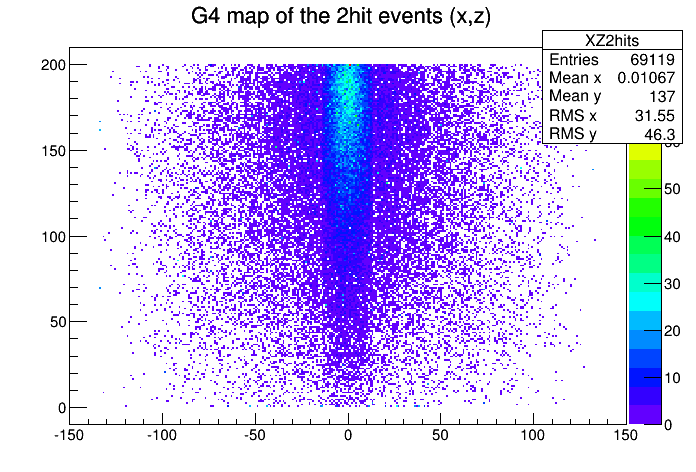 G4 map of the 2hit events (x,z)
XZ2hits
Entries 69119
Mean x 0.01067
Mean y 137
RMS x 31.55
RMS y 46.3
200
150
100
50
0
-150 -100 -50 0 50 100 150
50
40
30
20
10
0